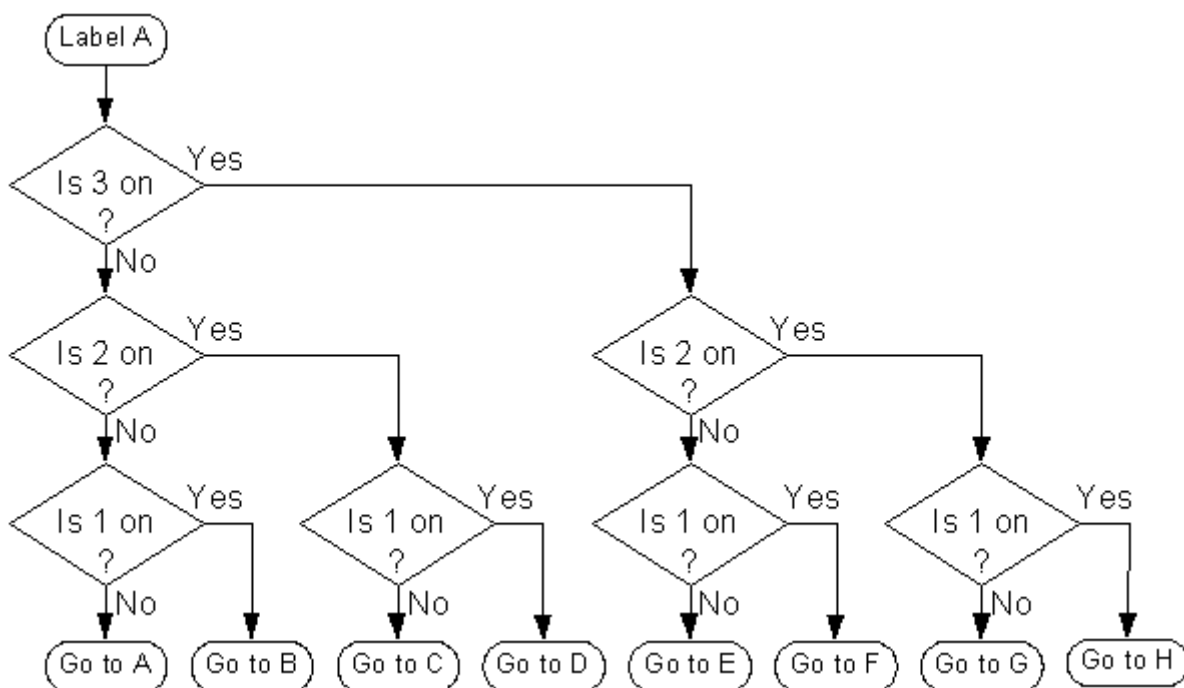 Label A
Yes
Is 3 on
?
No
Yes
Yes
Is 2 on
?
Is 2 on
?
No
No
Yes
Yes
Yes
Yes
Is 1 on
?
Is 1 on
?
Is 1 on
?
Is 1 on
?
No
No
No
No
Go to A
Go to B
Go to C
Go to D
Go to E
Go to F
Go to G
Go to H